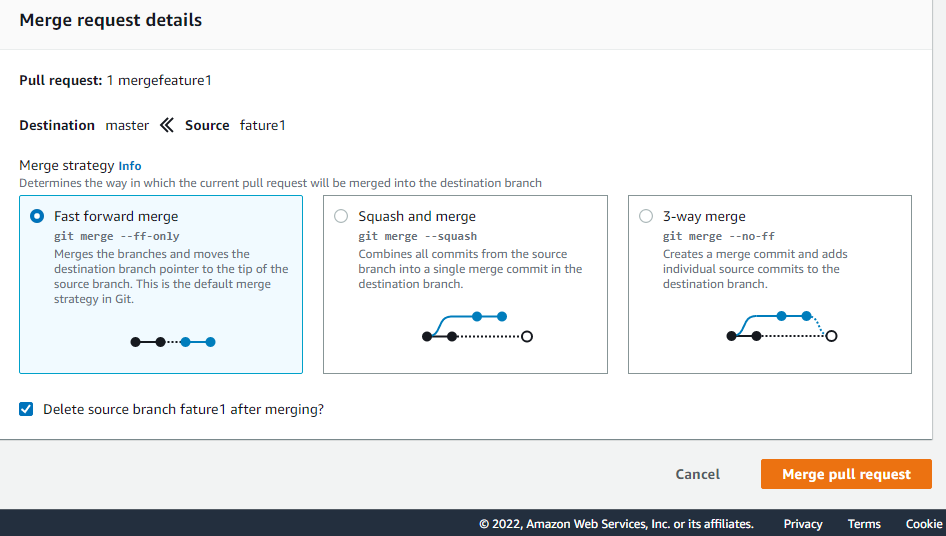 Merge request details
Pull request: 1 mergefeature1
Destination master Source fature1
Merge strategy Info
Determines the way in which the current pull request will be merged into the destination branch
Fast forward merge
git merge --ff-only
Merges the branches and moves the
destination branch pointer to the tip of the
source branch. This is the default merge
strategy in Git.
Squash and merge
git merge --squash
Combines all commits from the source
branch into a single merge commit in the
destination branch.
3-way merge
git merge --no-ff
Creates a merge commit and adds
individual source commits to the
destination branch.
Delete source branch fature1 after merging?
Cancel
Merge pull request
© 2022, Amazon Web Services, Inc. or its affiliates. Privacy Terms Cookie